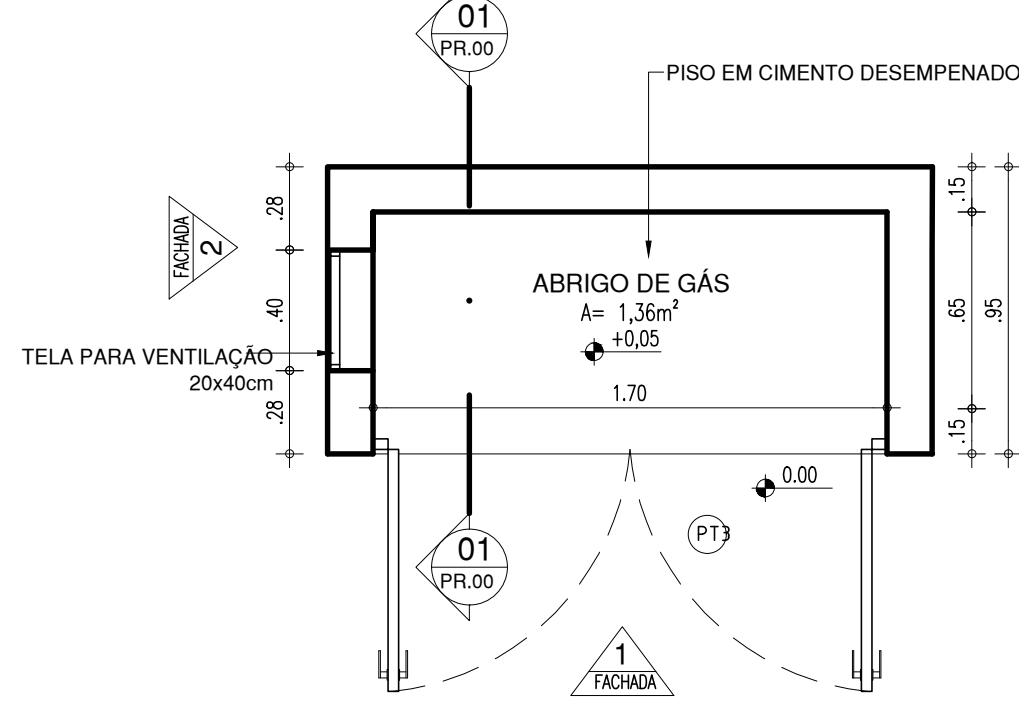 01
PR.00
PISO EM CIMENTO DESEMPENADO
.28
.15
FACHADA
2
ABRIGO DE GÁS
A= 1,36m²
+0,05
.40
.65
.95
TELA PARA VENTILAÇÃO
20x40cm
1.70
.28
.15
0.00
PT3
01
PR.00
1
FACHADA